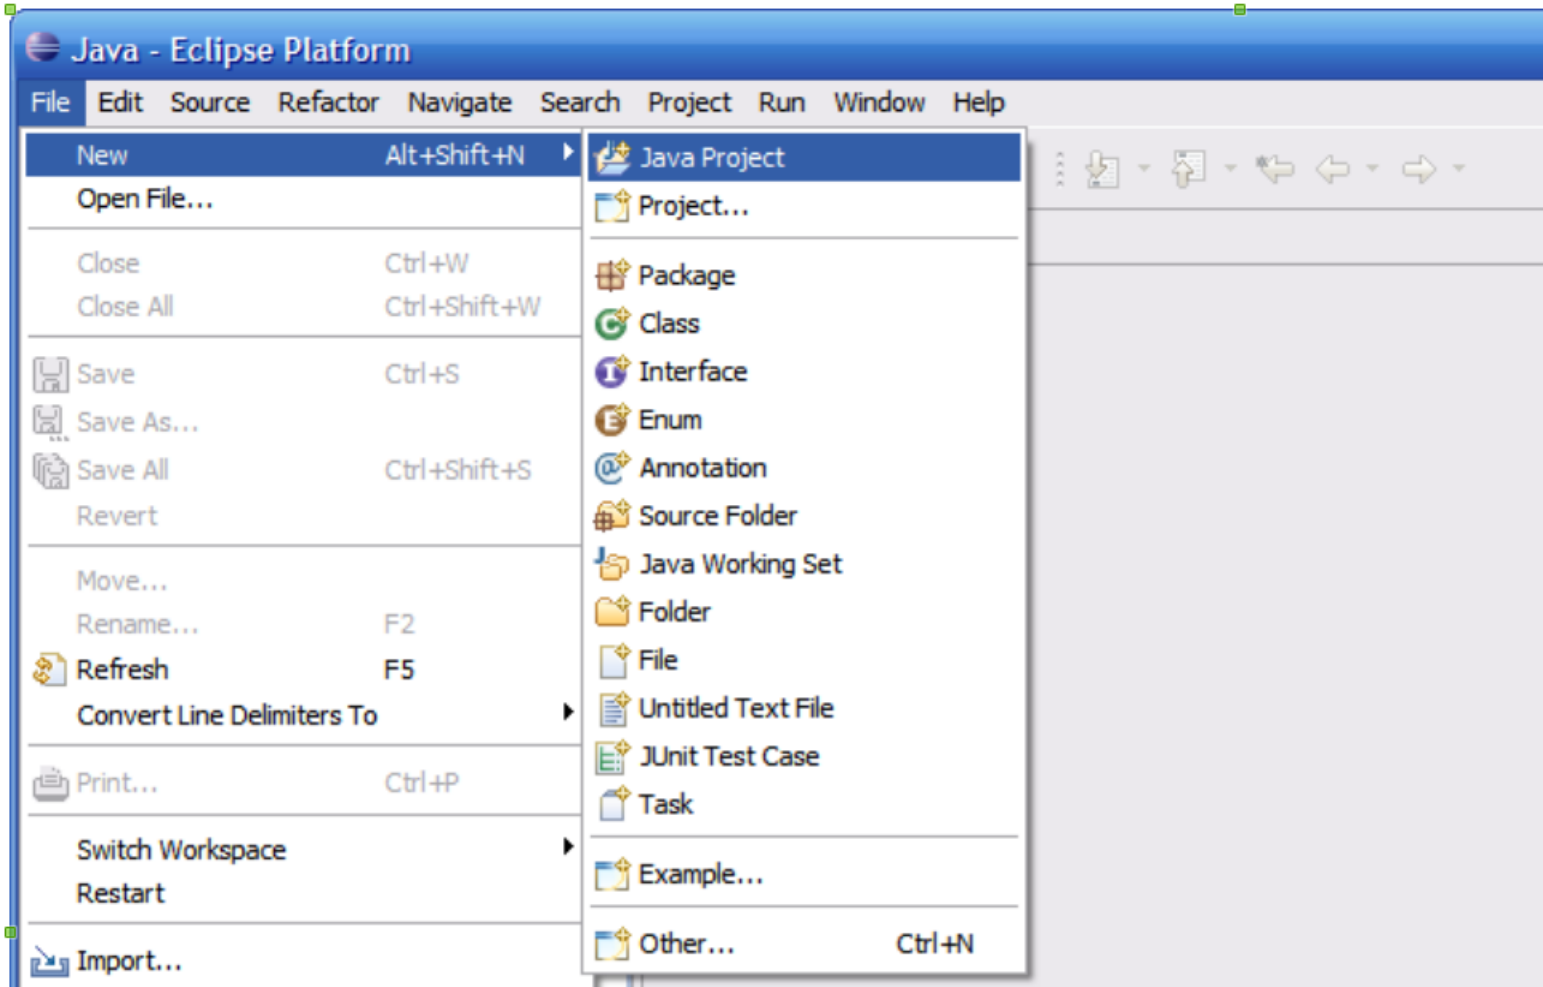 Java - Eclipse Platform
File Edit Source Refactor Navigate Search Project Run Window Help
New Alt+Shift+N
Open File...
Close Ctrl+W
Close All Ctrl+Shift+W
Save Ctrl+S
Save As...
Save All Ctrl+Shift+S
Revert
Move...
Rename... F2
Refresh F5
Convert Line Delimiters To
Print... Ctrl+P
Switch Workspace
Restart
Import...
Java Project
Project...
Package
Class
Interface
Enum
Annotation
Source Folder
Java Working Set
Folder
File
Untitled Text File
JUnit Test Case
Task
Example...
Other... Ctrl+N